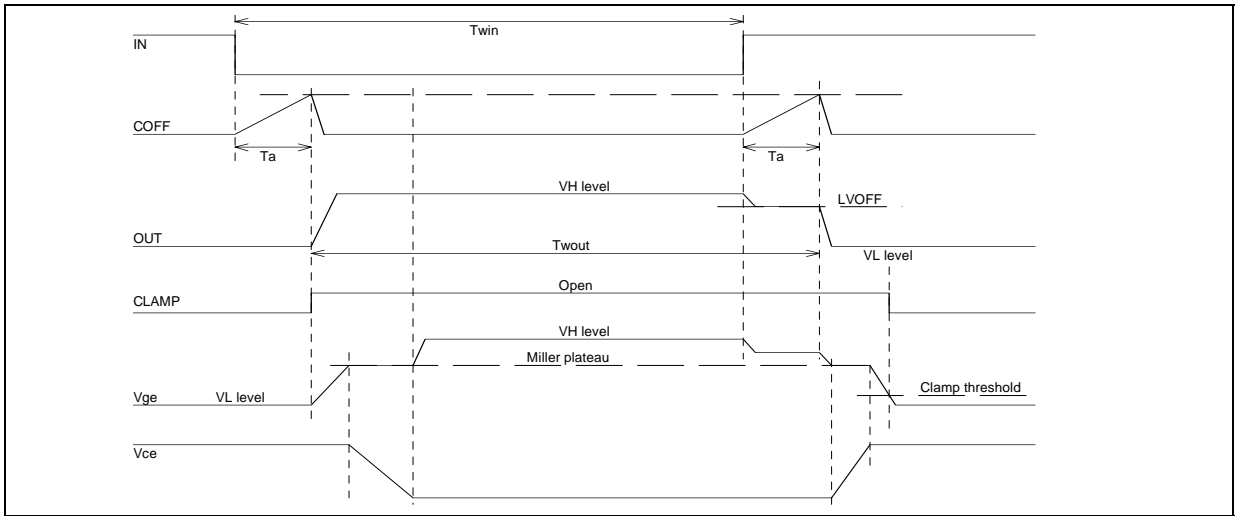 Twin
IN
COFF
Ta
Ta
VH level
LVOFF
OUT
Twout
VL level
Open
CLAMP
VH level
Miller plateau
Clamp threshold
Vge
VL level
Vce